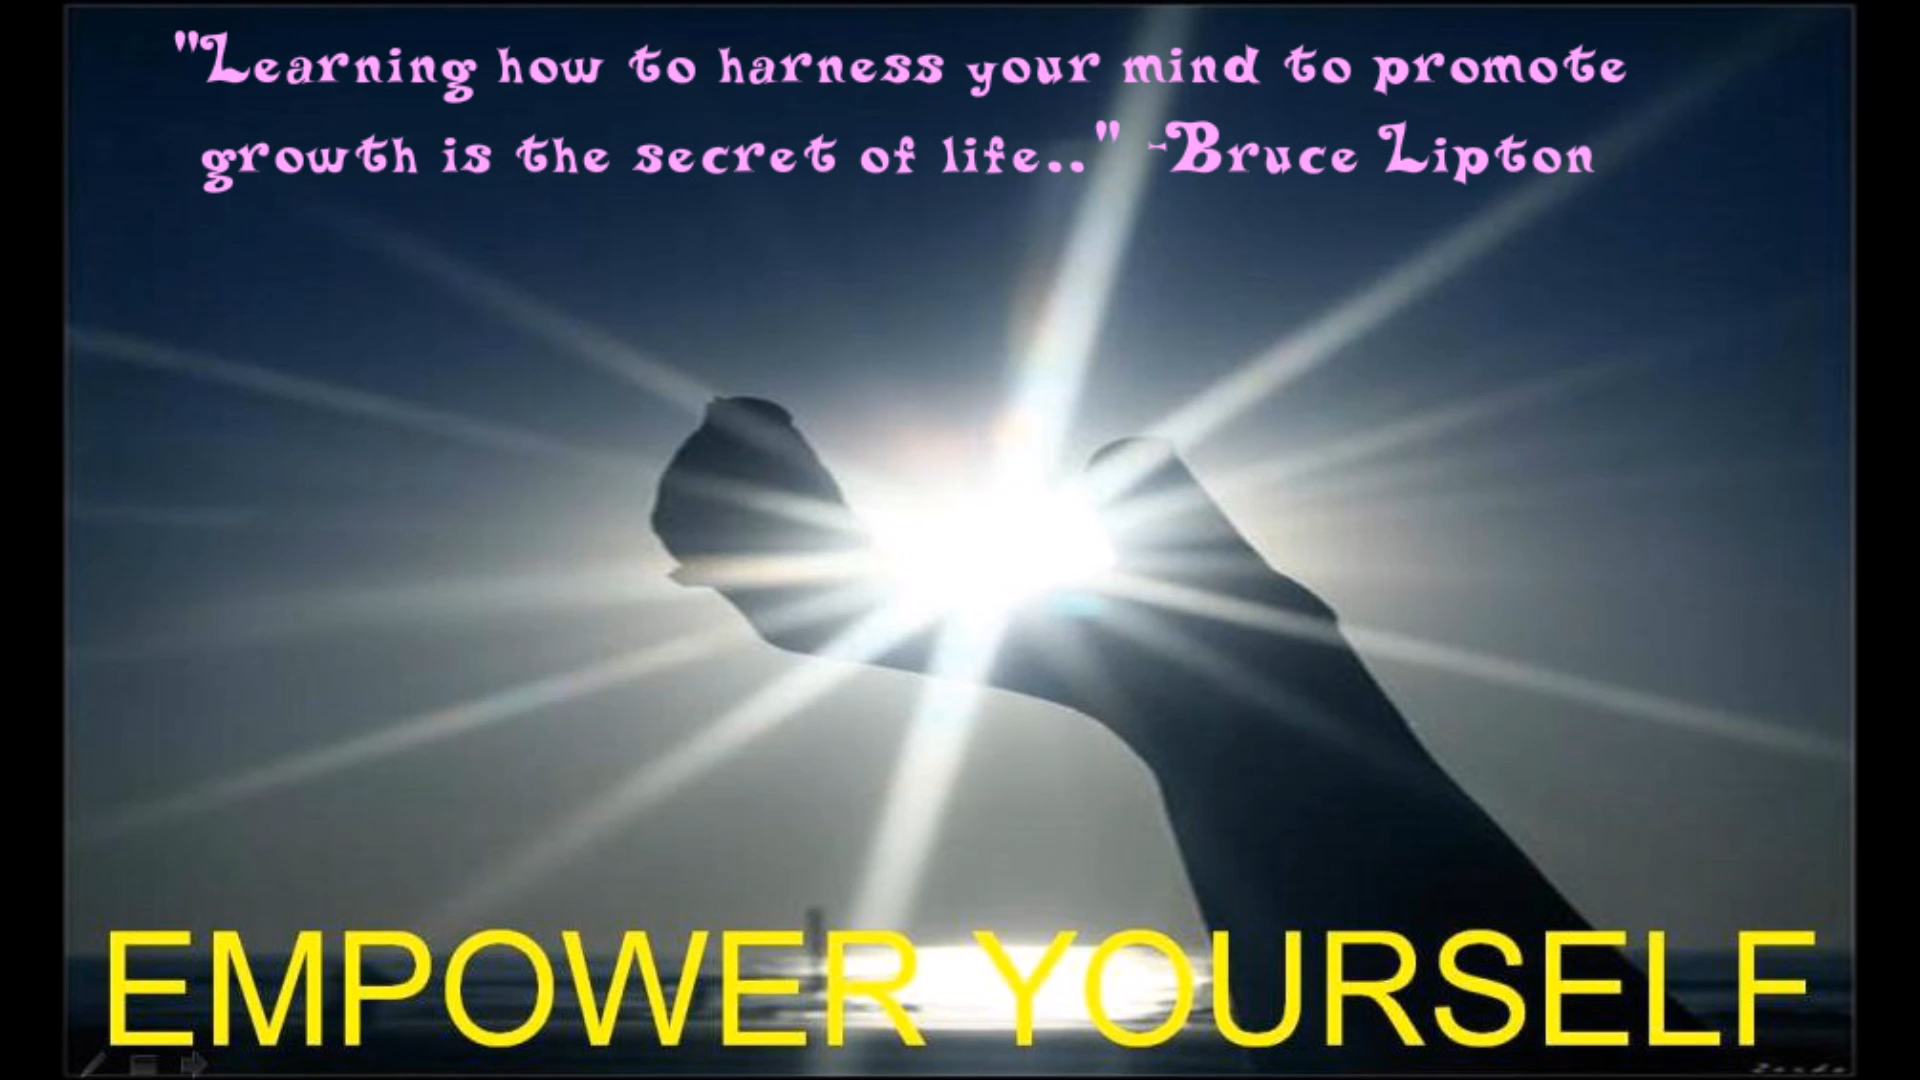 "Learning how to harness your mind to promote
growth is the secret of life.." -Bruce Lipton
EMPOWER YOURSELF